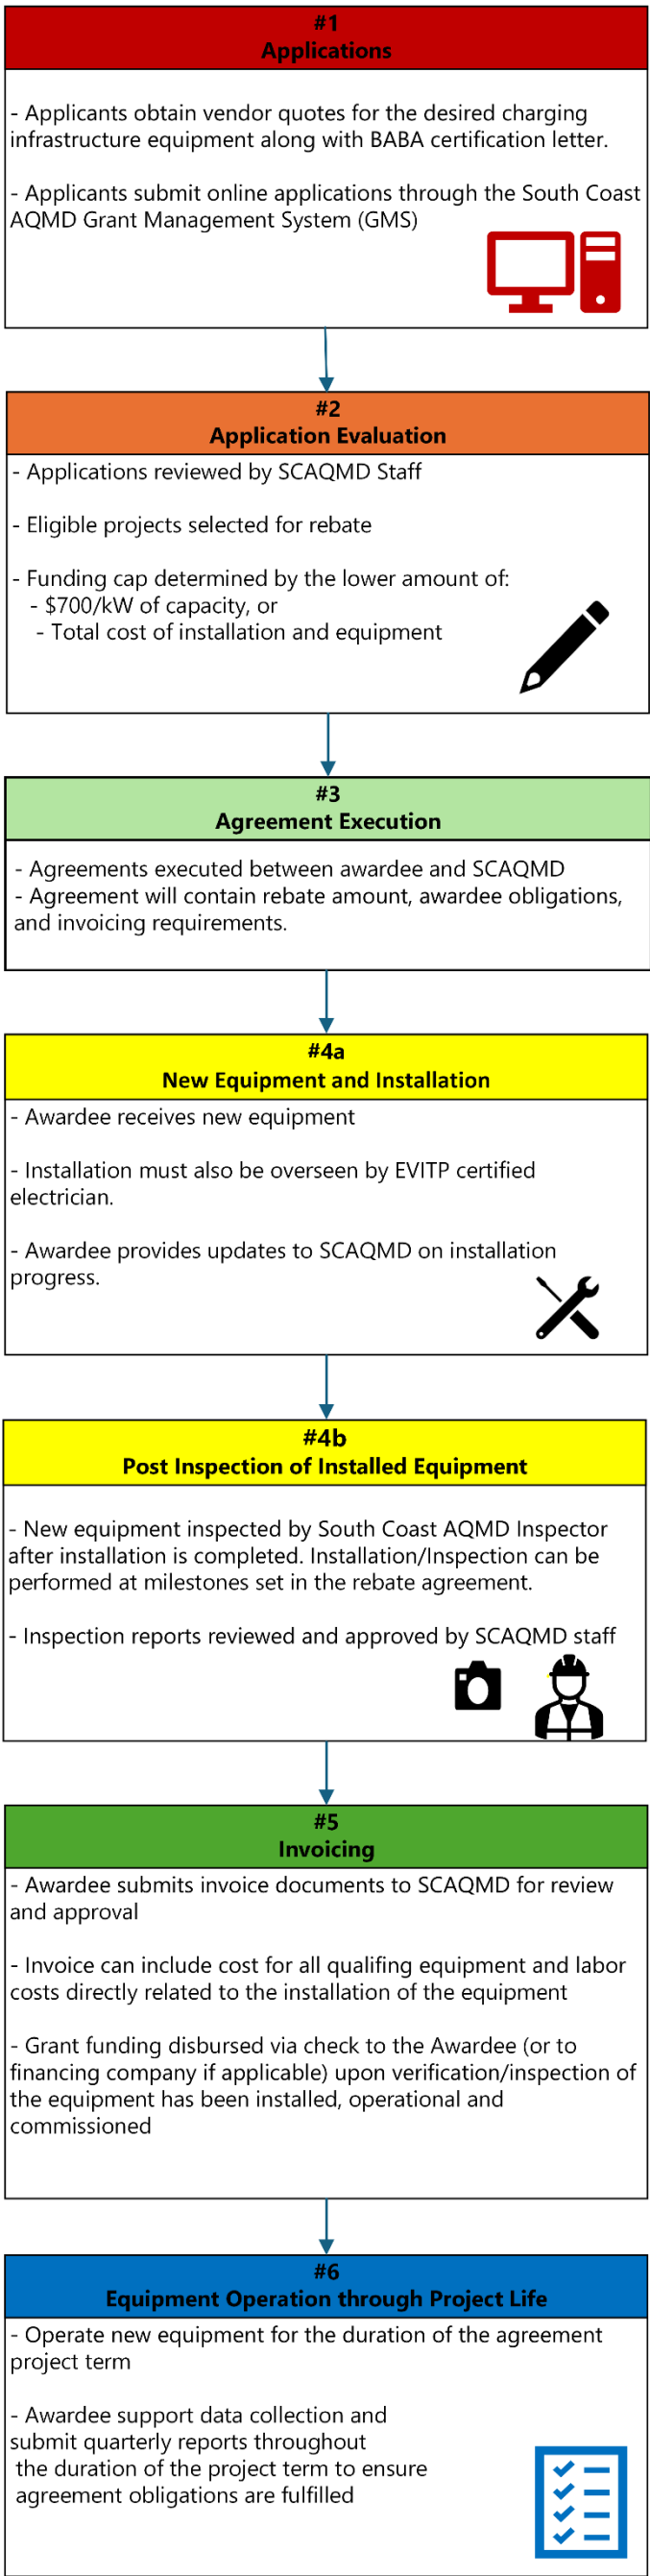 #1
Applications
- Applicants obtain vendor quotes for the desired charging
infrastructure equipment along with BABA certification letter.
- Applicants submit online applications through the South Coast
AQMD Grant Management System (GMS)
#2
Application Evaluation
- Applications reviewed by SCAQMD Staff
- Eligible projects selected for rebate
- Funding cap determined by the lower amount of:
- $700/kW of capacity, or
- Total cost of installation and equipment
#3
Agreement Execution
- Agreements executed between awardee and SCAQMD
- Agreement will contain rebate amount, awardee obligations,
and invoicing requirements.
#4a
New Equipment and Installation
- Awardee receives new equipment
- Installation must also be overseen by EVITP certified
electrician.
- Awardee provides updates to SCAQMD on installation
progress.
#4b
Post Inspection of Installed Equipment
- New equipment inspected by South Coast AQMD Inspector
after installation is completed. Installation/Inspection can be
performed at milestones set in the rebate agreement.
- Inspection reports reviewed and approved by SCAQMD staff
#5
Invoicing
- Awardee submits invoice documents to SCAQMD for review
and approval
- Invoice can include cost for all qualifing equipment and labor
costs directly related to the installation of the equipment
- Grant funding disbursed via check to the Awardee (or to
financing company if applicable) upon verification/inspection of
the equipment has been installed, operational and
commissioned
#6
Equipment Operation through Project Life
- Operate new equipment for the duration of the agreement
project term
- Awardee support data collection and
submit quarterly reports throughout
the duration of the project term to ensure
agreement obligations are fulfilled